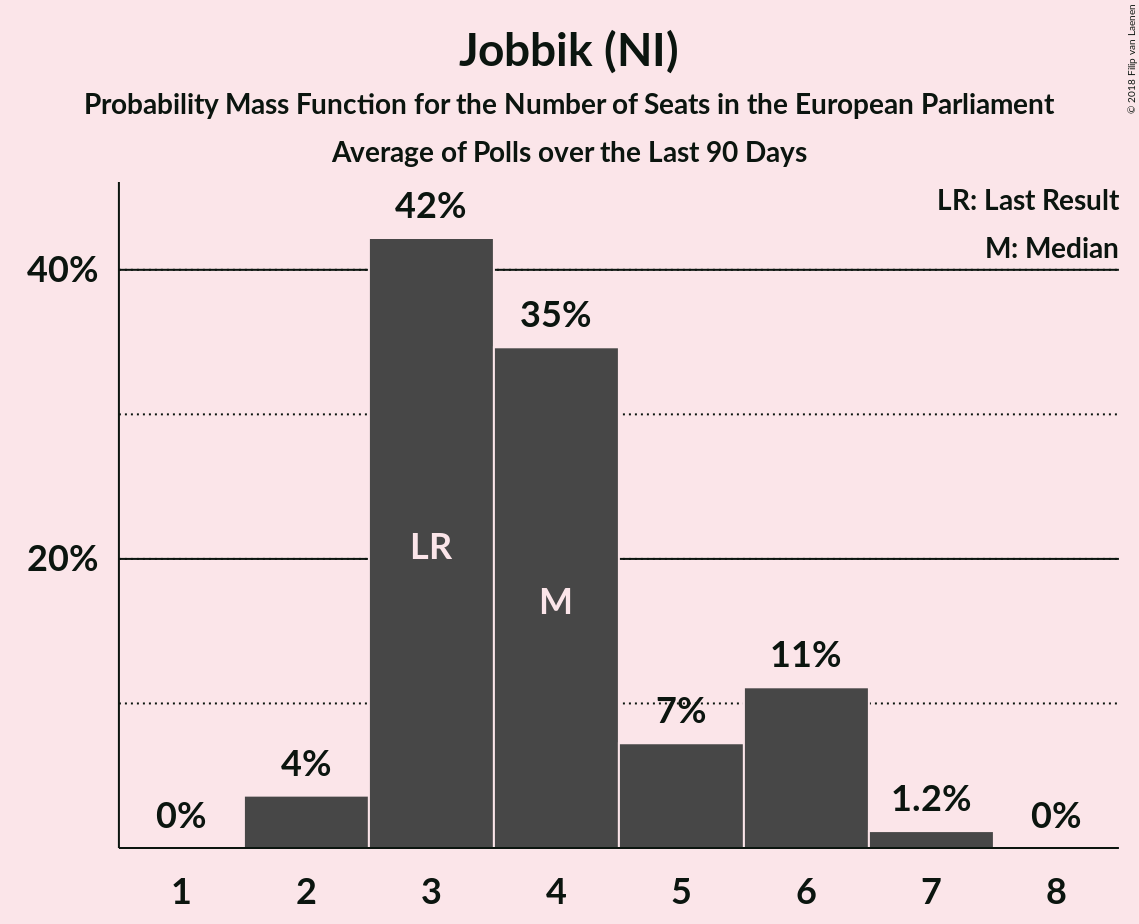 Jobbik (NI)
Probability Mass Function for the Number of Seats in the European Parliament
Average of Polls over the Last 90 Days
© 2018 Filip van Laenen
LR: Last Result
M: Median
42%
40%
35%
LR
20%
M
11%
7%
4%
1.2%
0%
0%
1 2 3 4 5 6 7 8